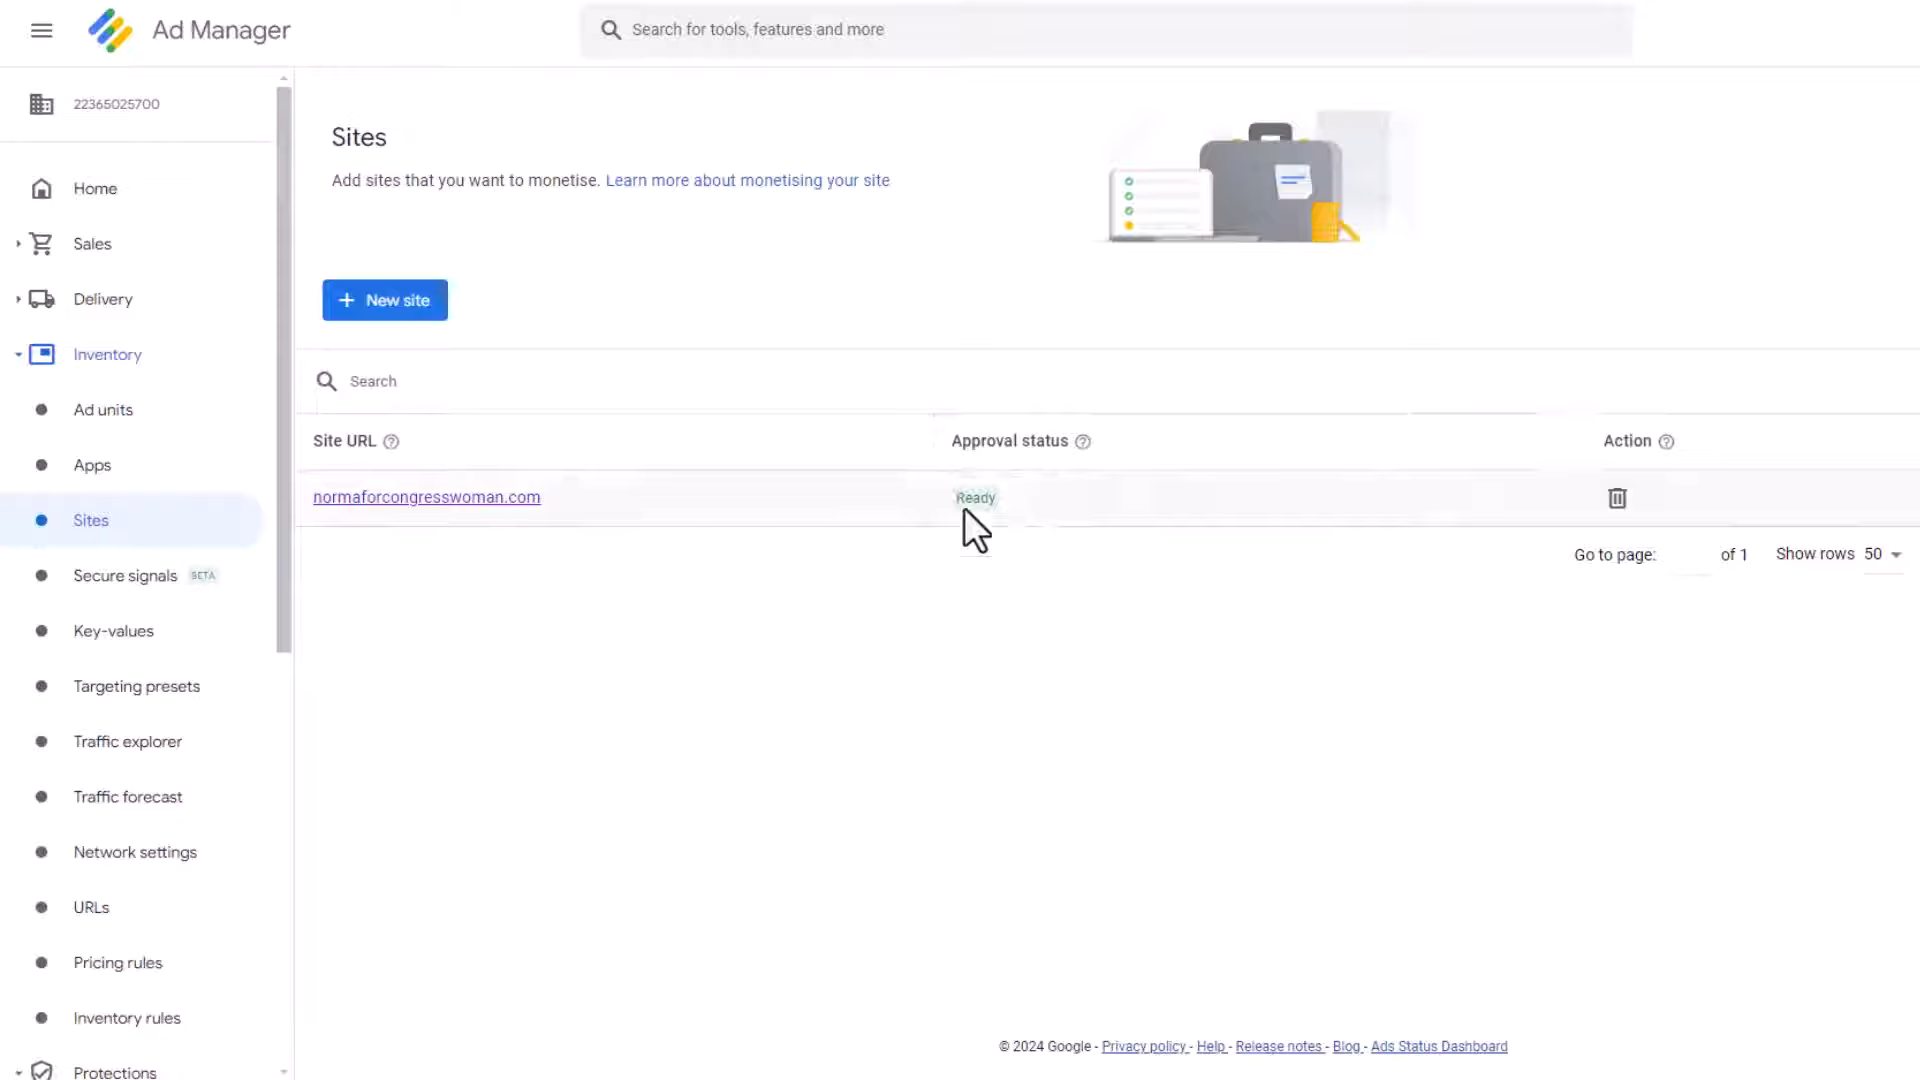 Ad Manager
Search for tools, features and more
22365025700
Home
Sales
Delivery
Inventory
Ad units
Apps
Sites
Secure signals BETA
Key-values
Targeting presets
Traffic explorer
Traffic forecast
Network settings
URLs
Pricing rules
Inventory rules
Protections
Sites
Add sites that you want to monetise. Learn more about monetising your site
+ New site
Search
Site URL
Approval status
Action
normaforcongresswoman.com
Ready
Go to page:
of 1
Show rows 50
© 2024 Google - Privacy policy - Help - Release notes - Blog - Ads Status Dashboard